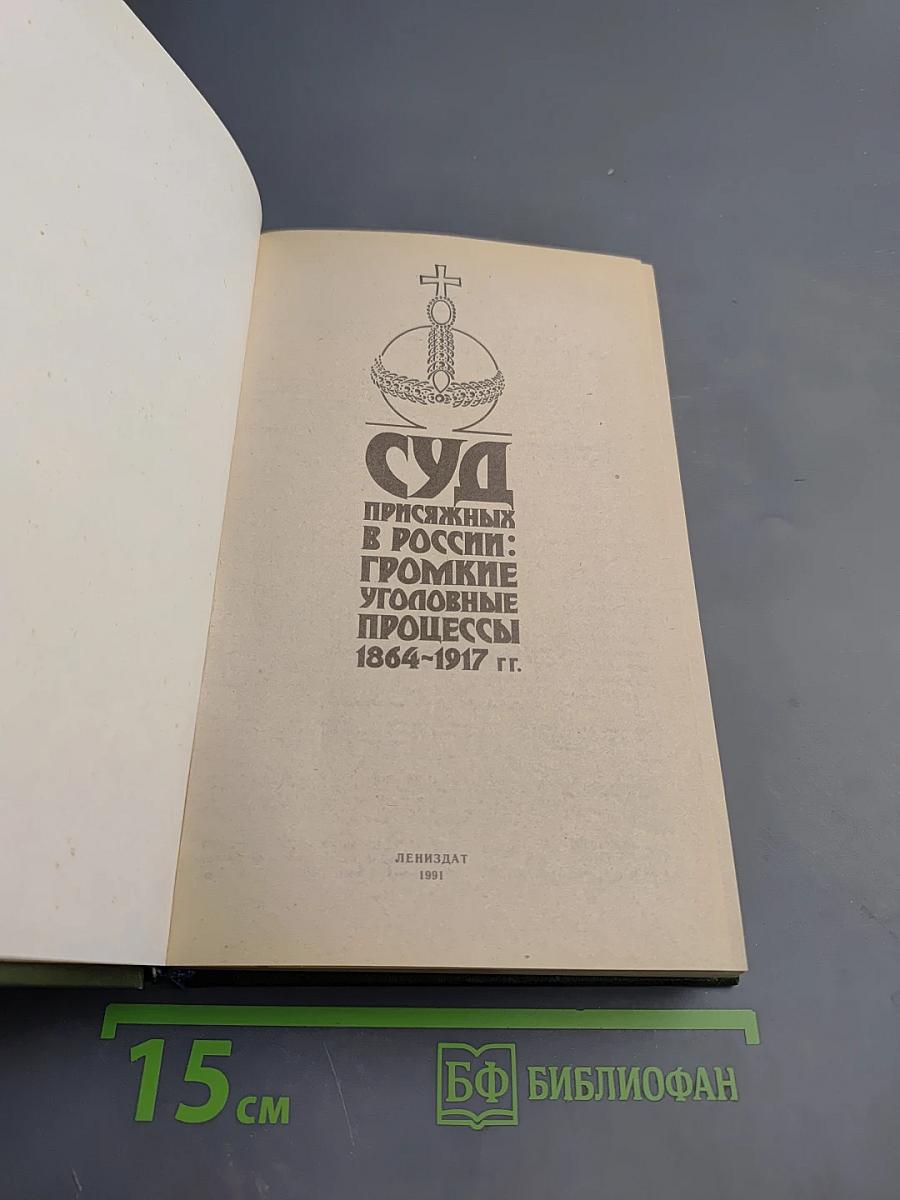 СУД
ПРИСЯЖНЫХ
В РОССИИ:
ГРОМКИЕ
УГОЛОВНЫЕ
ПРОЦЕССЫ
1864~1917 гг.
ЛЕНИЗДАТ
1991
15 см
БФ БИБЛИОФАН